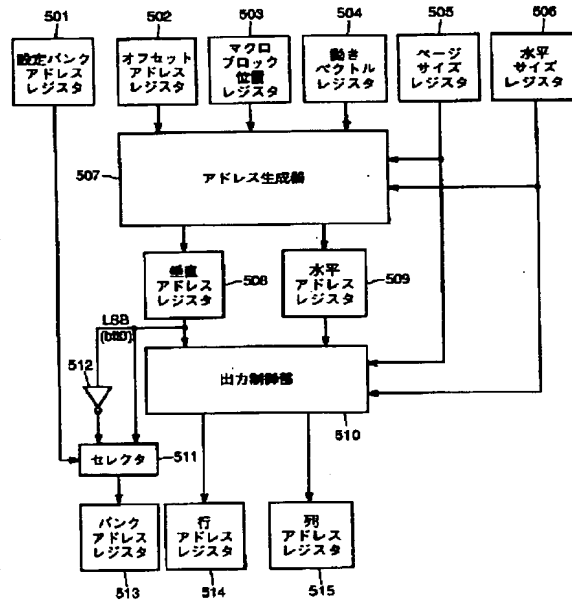 501
502
503
504
505
506
設定バンク
アドレス
レジスタ
オフセット
アドレス
レジスタ
マクロ
ブロック
位置
レジスタ
動き
ベクトル
レジスタ
ページ
サイズ
レジスタ
水平
サイズ
レジスタ
507
アドレス生成器
垂直
アドレス
レジスタ
508
水平
アドレス
レジスタ
509
LSB
512
出力制御部
510
セレクタ
511
バンク
アドレス
レジスタ
行
アドレス
レジスタ
列
アドレス
レジスタ
513
514
515